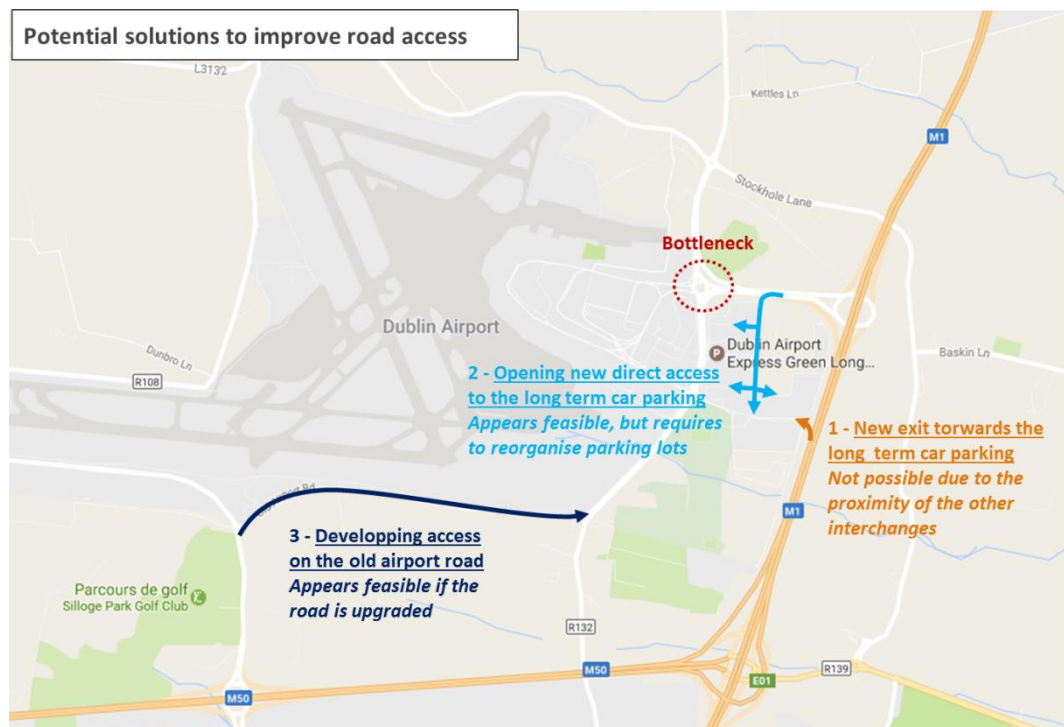 Potential solutions to improve road access
L3132
Kettles Ln
M1
Stockhole Lane
Bottleneck
Dublin Airport
Dunbro Ln
R108
Dublin Airport
Express Green Long...
Baskin Ln
2 - Opening new direct access
to the long term car parking
Appears feasible, but requires
to reorganise parking lots
1 - New exit torwards the
long term car parking
Not possible due to the
proximity of the other
interchanges
M1
Airport Rd
3 - Developping access
on the old airport road
Appears feasible if the
road is upgraded
Parcours de golf
Silloge Park Golf Club
R132
M50
M50
R139
E01